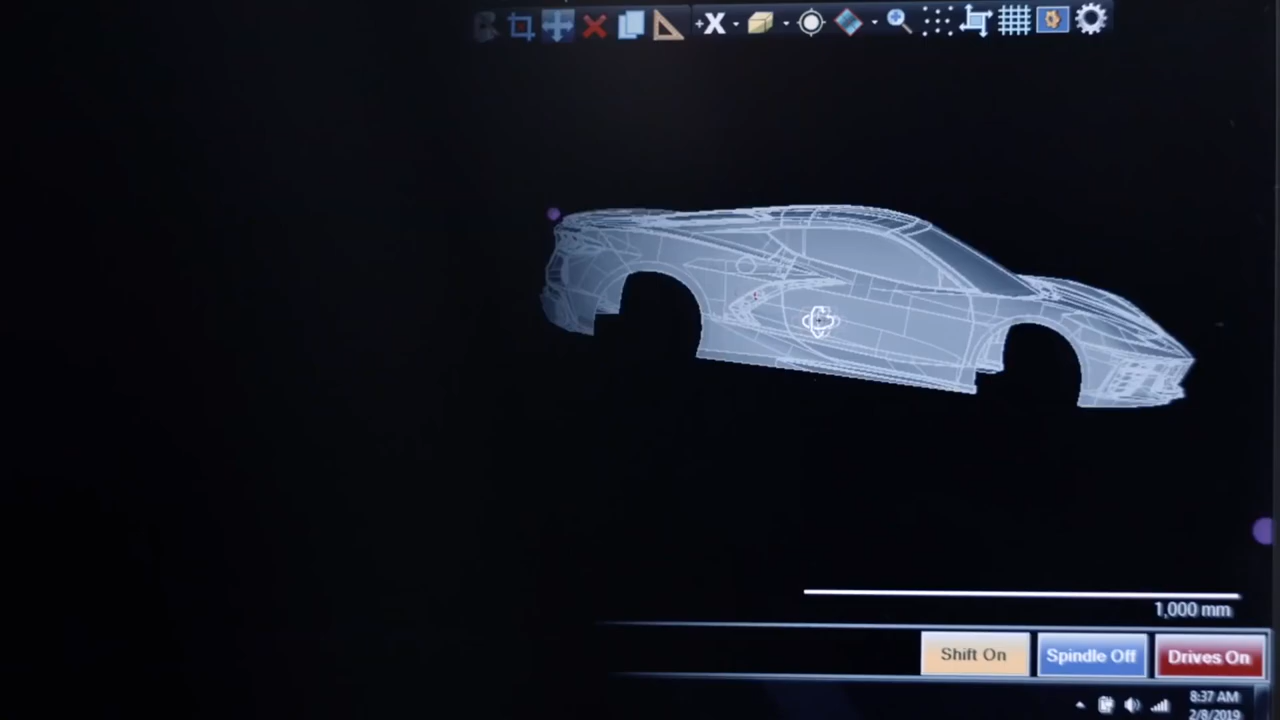 +X
1,000 mm
Shift On
Spindle Off
Drives On
8:37 AM
2/8/2019